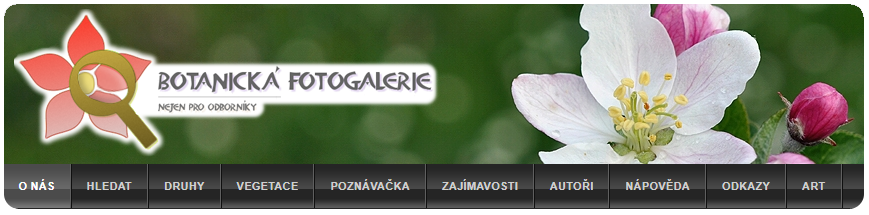 BOTANICKÁ FOTOGALERIE
NEJEN PRO ODBORNÍKY
O NÁS HLEDAT DRUHY VEGETACE POZNÁVAČKA ZAJÍMAVOSTI AUTOŘI NÁPOVĚDA ODKAZY ART